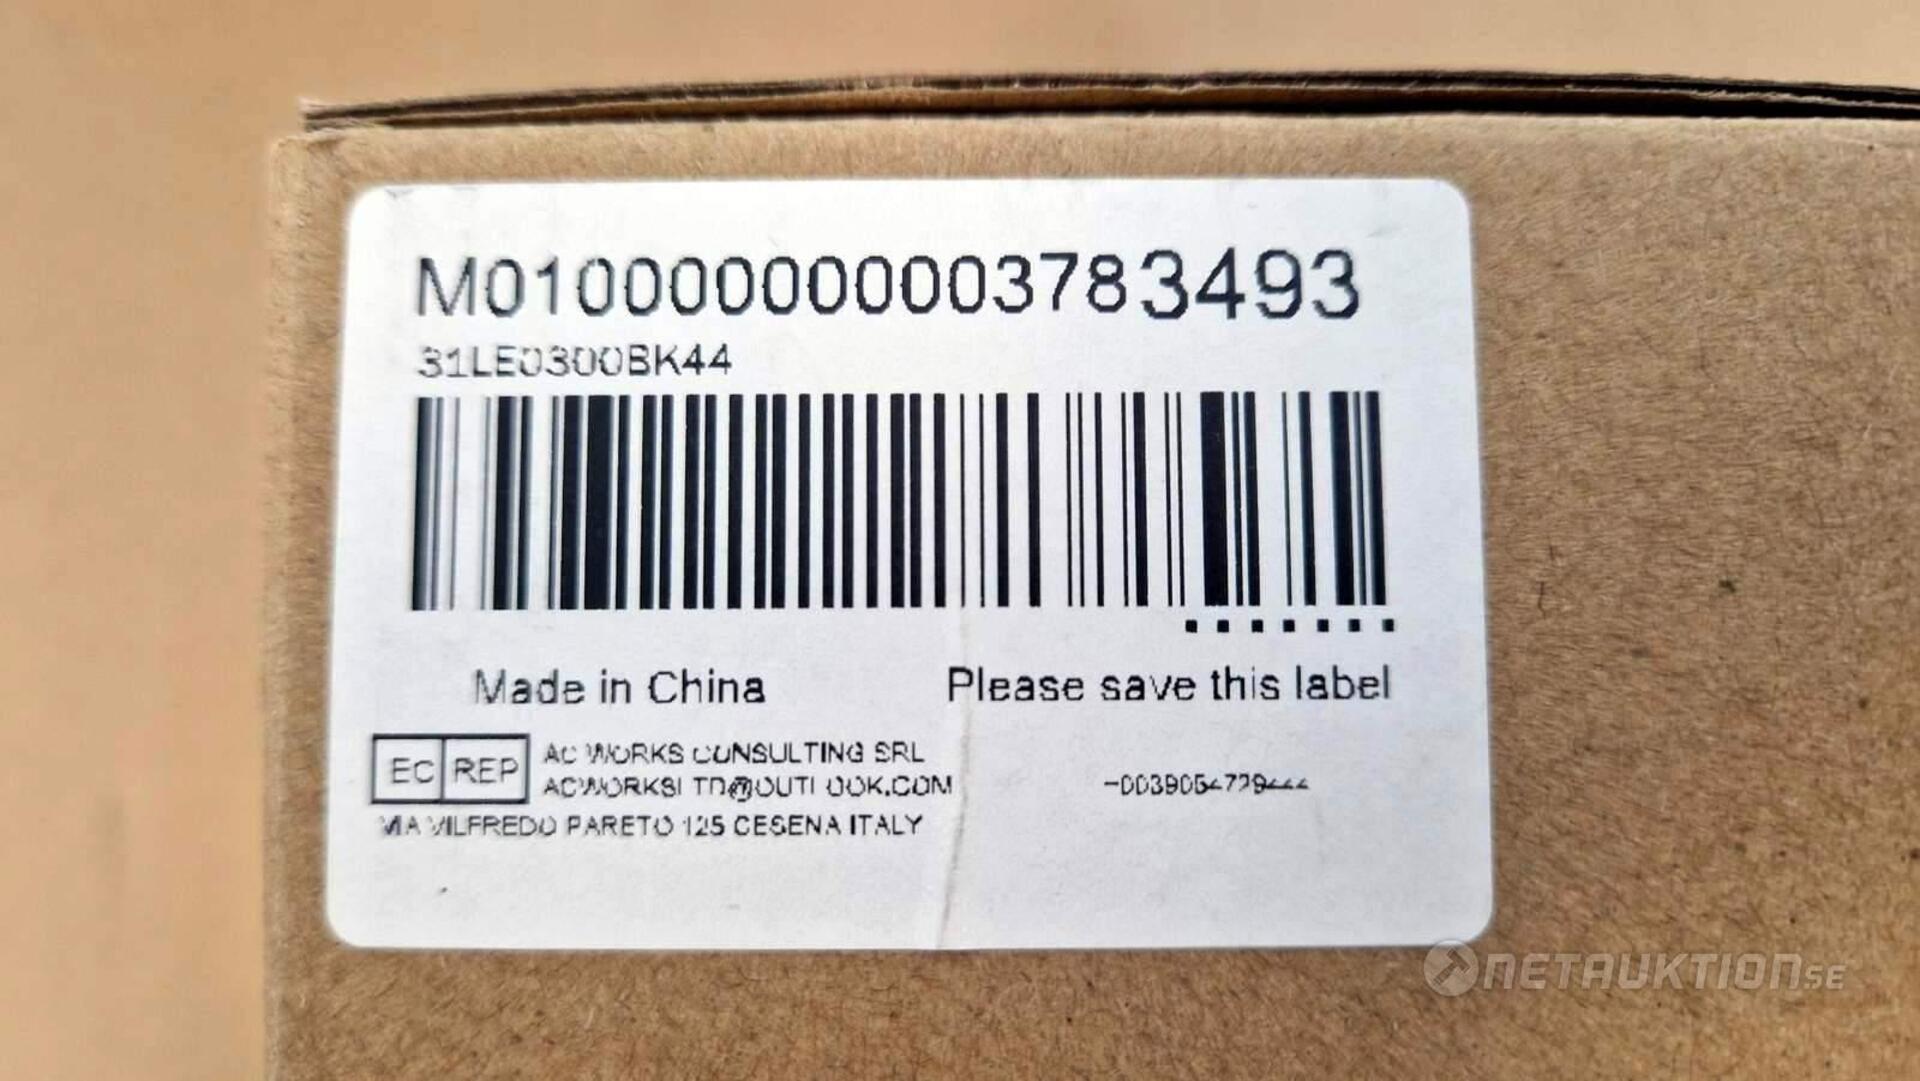 M0100000000003783493
31LE0300BK44
Made in China
Please save this label
EC REP
AC WORKS CONSULTING SRL
ACWORKSLTD@OUTLOOK.COM
VIA VILFREDO PARETO 125 CESENA ITALY
NETAUKTION.SE